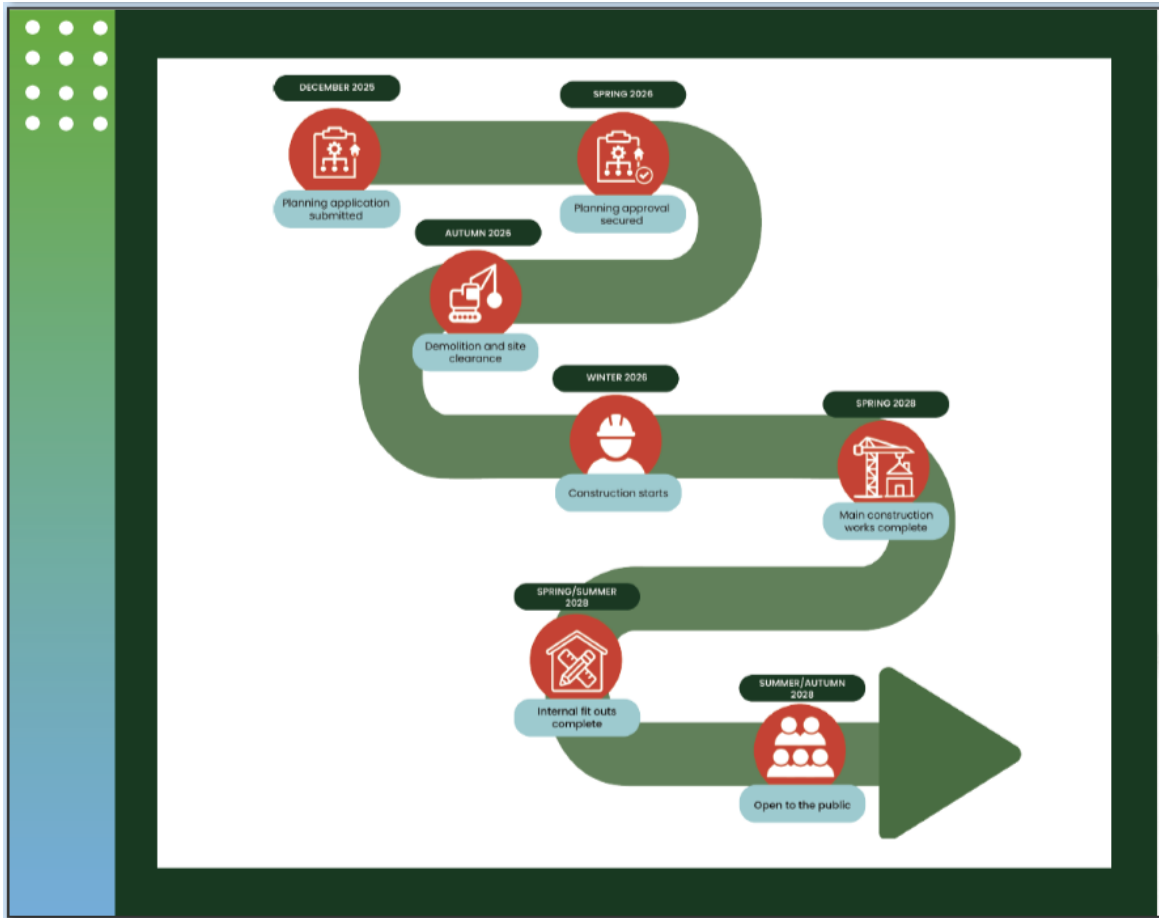 DECEMBER 2025
Planning application
submitted
SPRING 2026
Planning approval
secured
AUTUMN 2026
Demolition and site
clearance
WINTER 2026
Construction starts
SPRING 2028
Main construction
works complete
SPRING/SUMMER
2028
Internal fit outs
complete
SUMMER/AUTUMN
2028
Open to the public